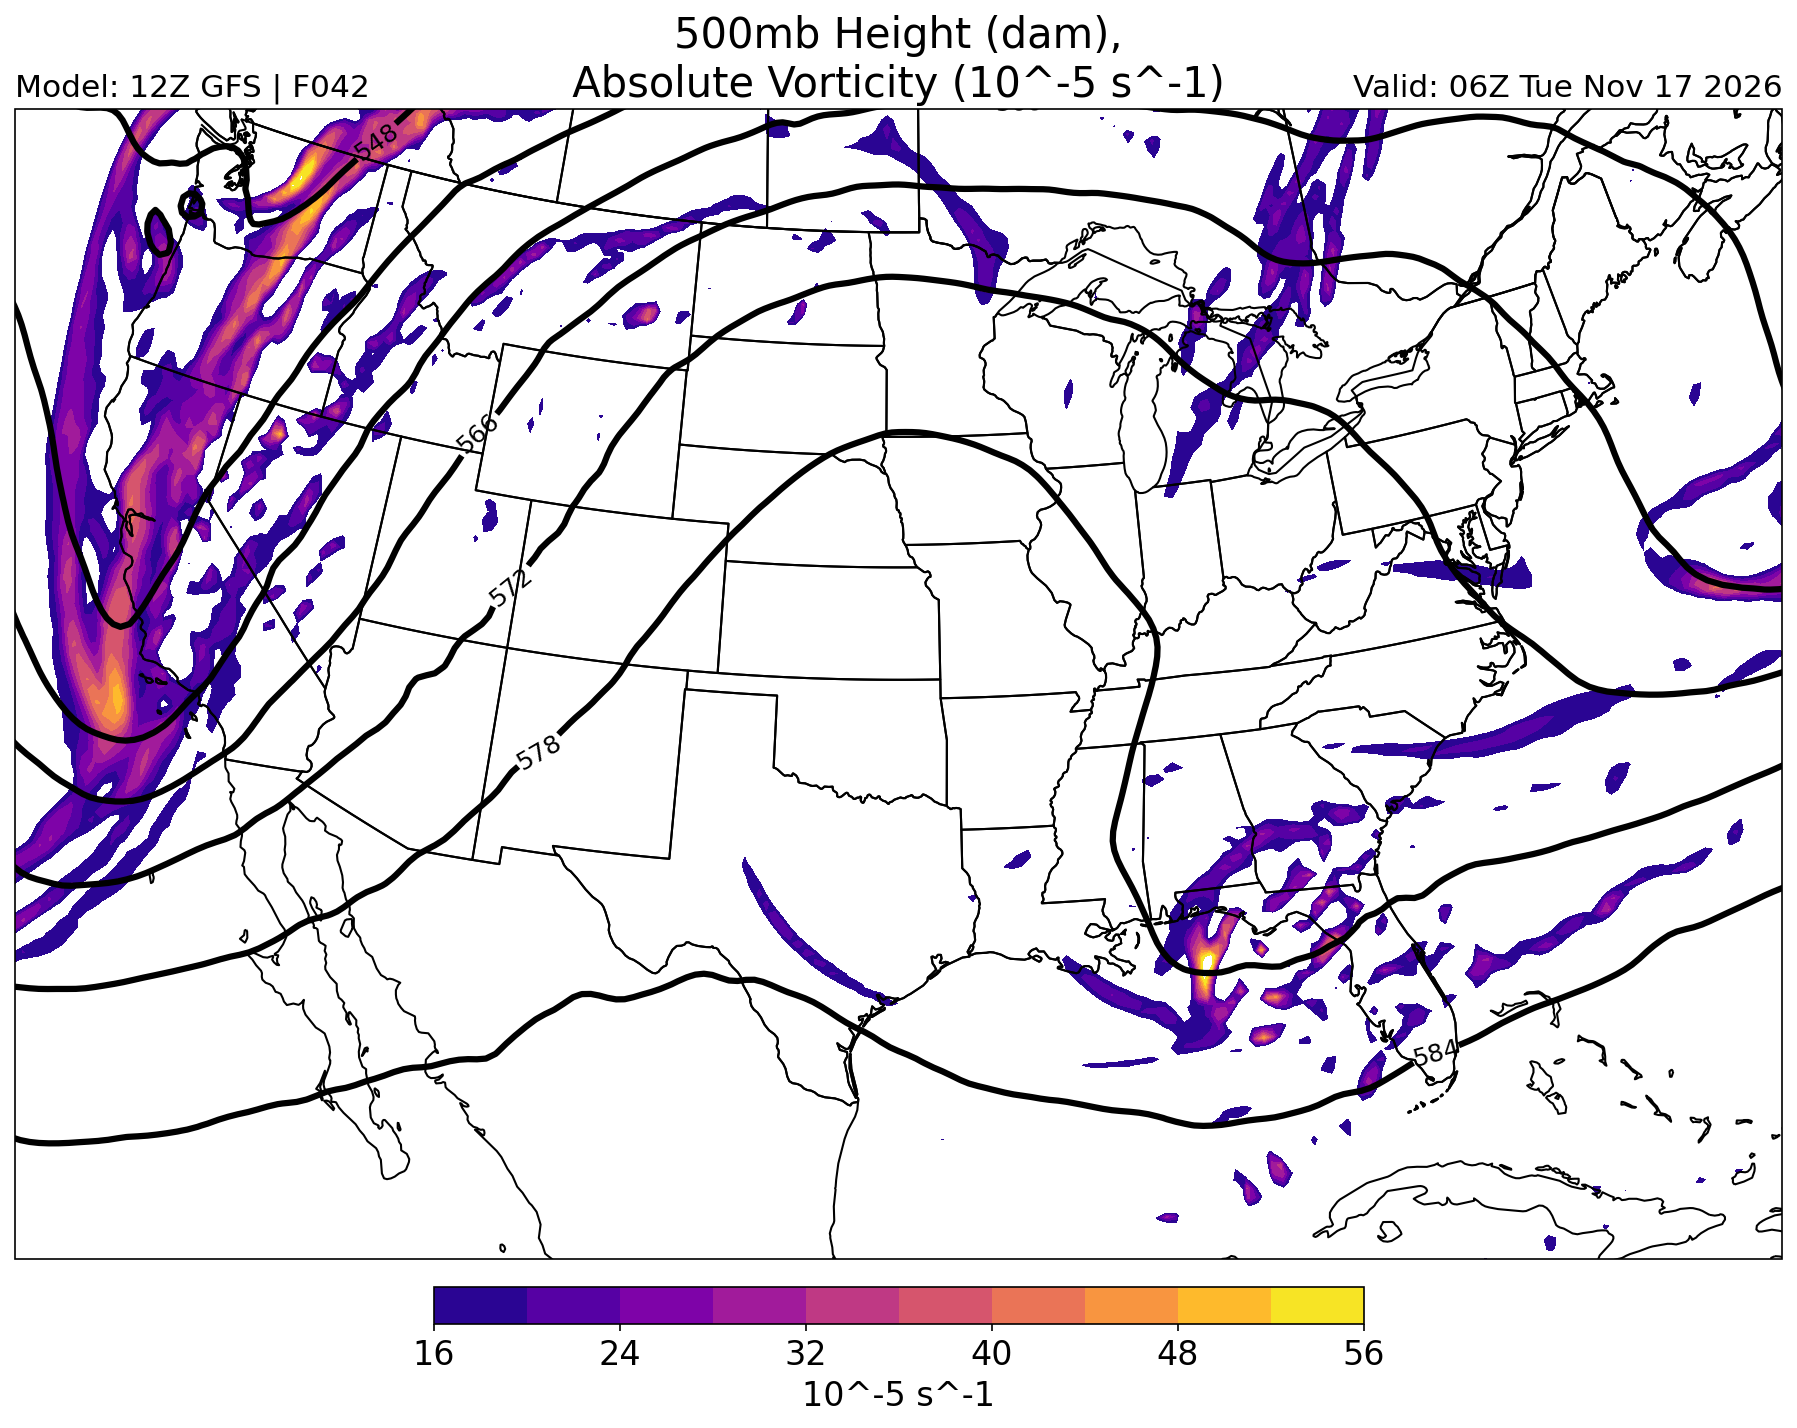 500mb Height (dam),
Model: 12Z GFS | F042
Absolute Vorticity (10^-5 s^-1)
Valid: 06Z Tue Nov 17 2026
548
566
572
578
584
16 24 32 40 48 56
10^-5 s^-1